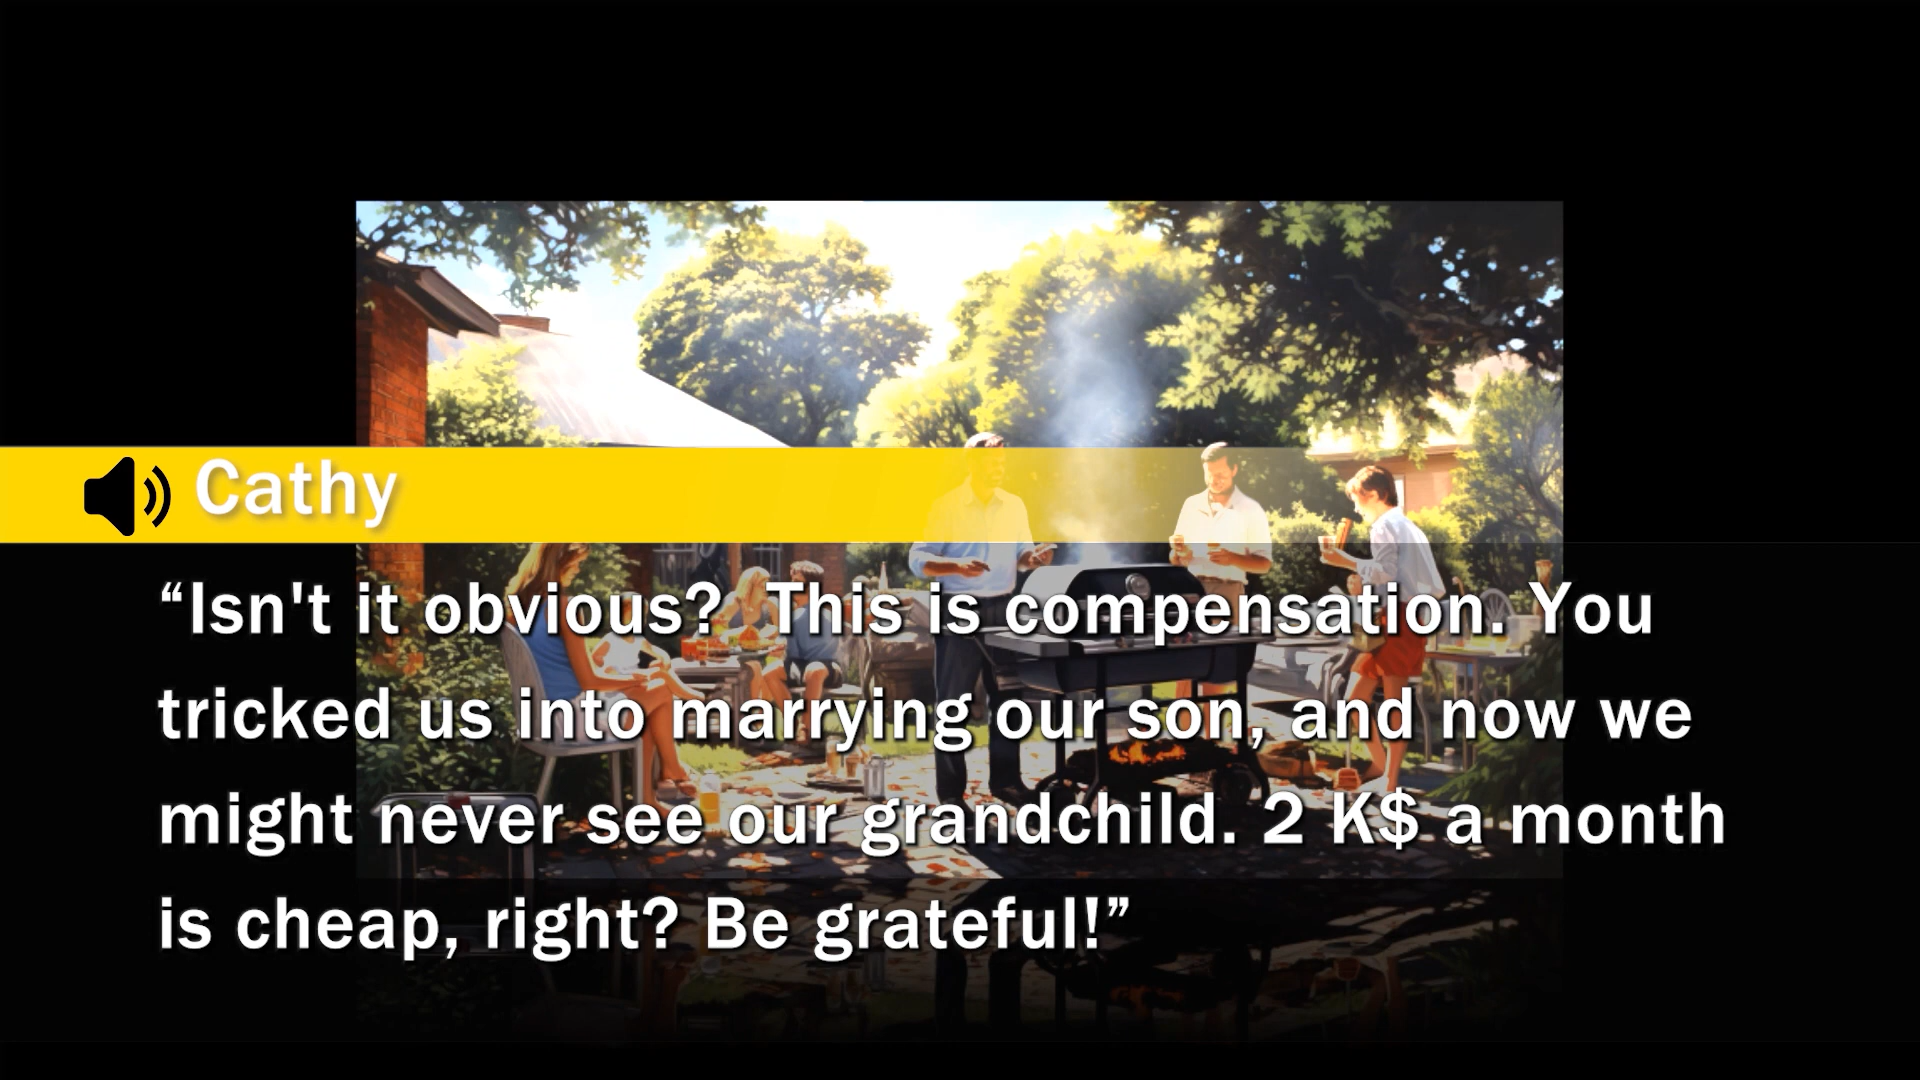 Cathy
“Isn't it obvious?  This is compensation. You
tricked us into marrying our son, and now we
might never see our grandchild. 2 K$ a month
is cheap, right? Be grateful!”